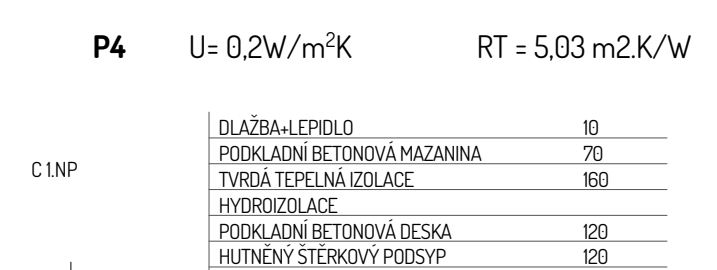 P4 U= 0,2W/m²K RT = 5,03 m2.K/W
DLAŽBA+LEPIDLO 10
PODKLADNÍ BETONOVÁ MAZANINA 70
C 1.NP
TVRDÁ TEPELNÁ IZOLACE 160
HYDROIZOLACE
PODKLADNÍ BETONOVÁ DESKA 120
HUTNĚNÝ ŠTĚRKOVÝ PODSYP 120